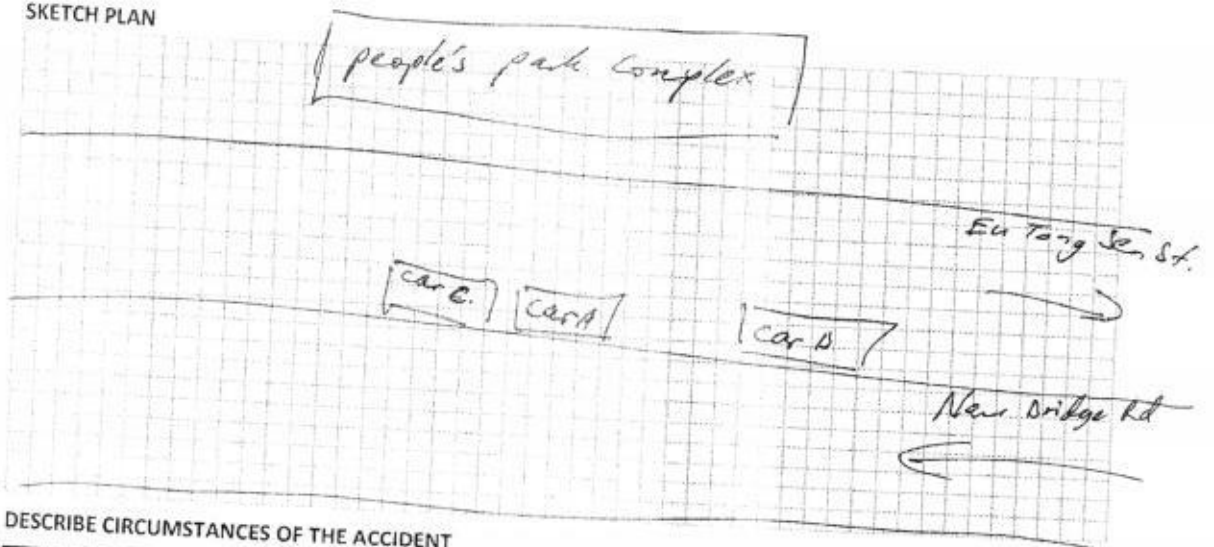 SKETCH PLAN
people's park Complex
Eu Tong Sen St.
car C.
Car A
Car B
New Bridge Rd
DESCRIBE CIRCUMSTANCES OF THE ACCIDENT